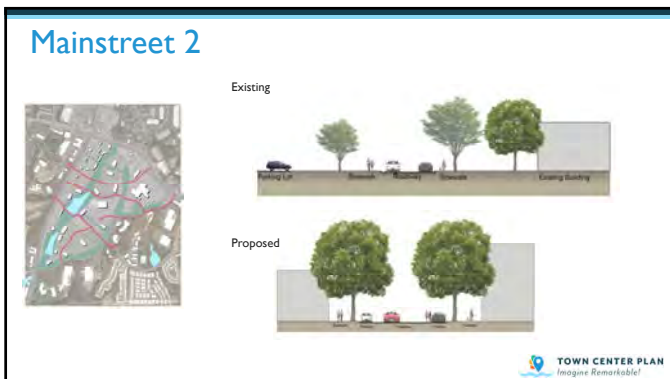 Mainstreet 2
Existing
Parking Lot Sidewalk Roadway Sidewalk Existing Building
Proposed
TOWN CENTER PLAN
Imagine Remarkable!